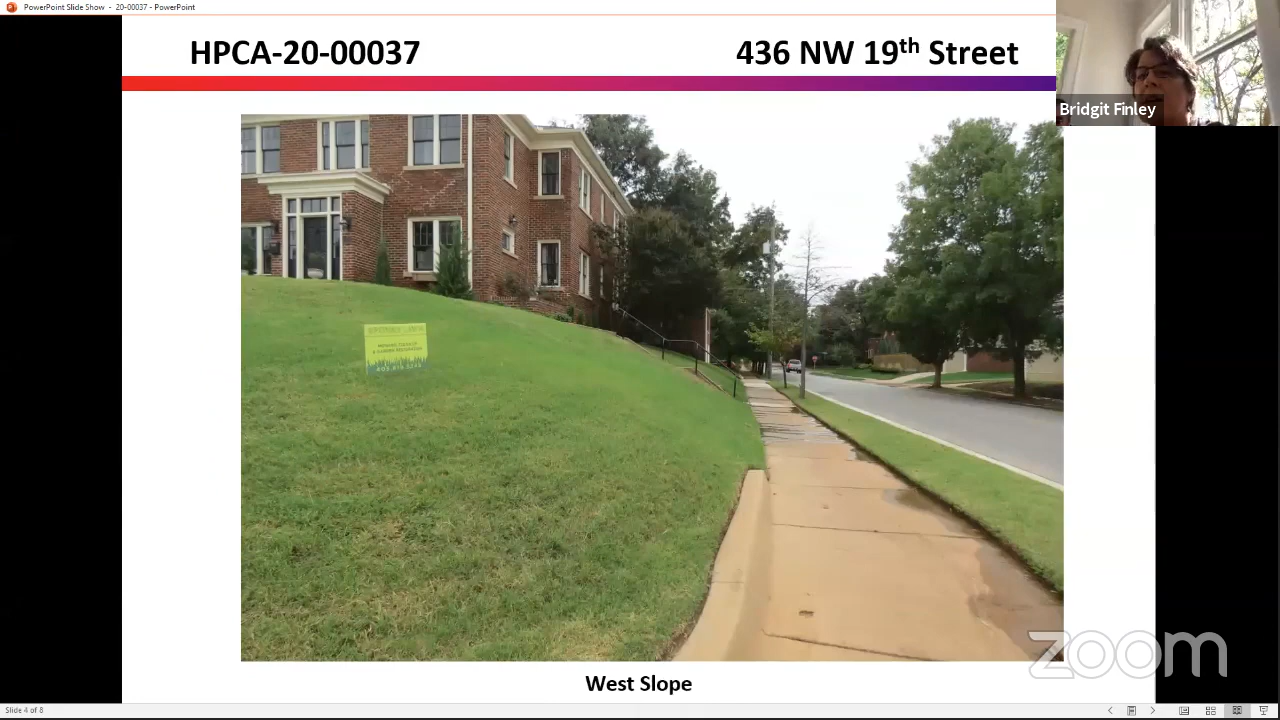 PowerPoint Slide Show - 20-00037 - PowerPoint
HPCA-20-00037
436 NW 19th Street
Bridgit Finley
West Slope
zoom
Slide 4 of 8